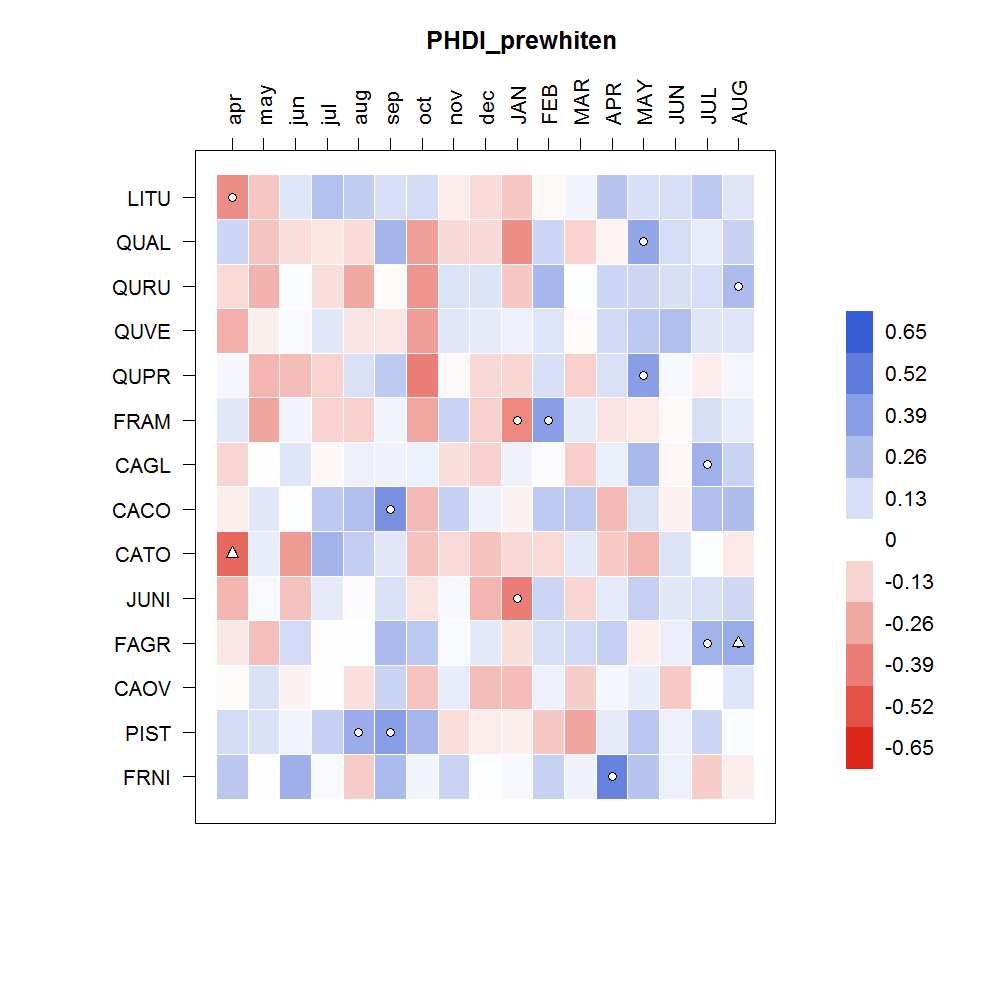 PHDI_prewhiten
apr may jun jul aug sep oct nov dec JAN FEB MAR APR MAY JUN JUL AUG
LITU
QUAL
QURU
QUVE
QUPR
FRAM
CAGL
CACO
CATO
JUNI
FAGR
CAOV
PIST
FRNI
0.65
0.52
0.39
0.26
0.13
0
-0.13
-0.26
-0.39
-0.52
-0.65